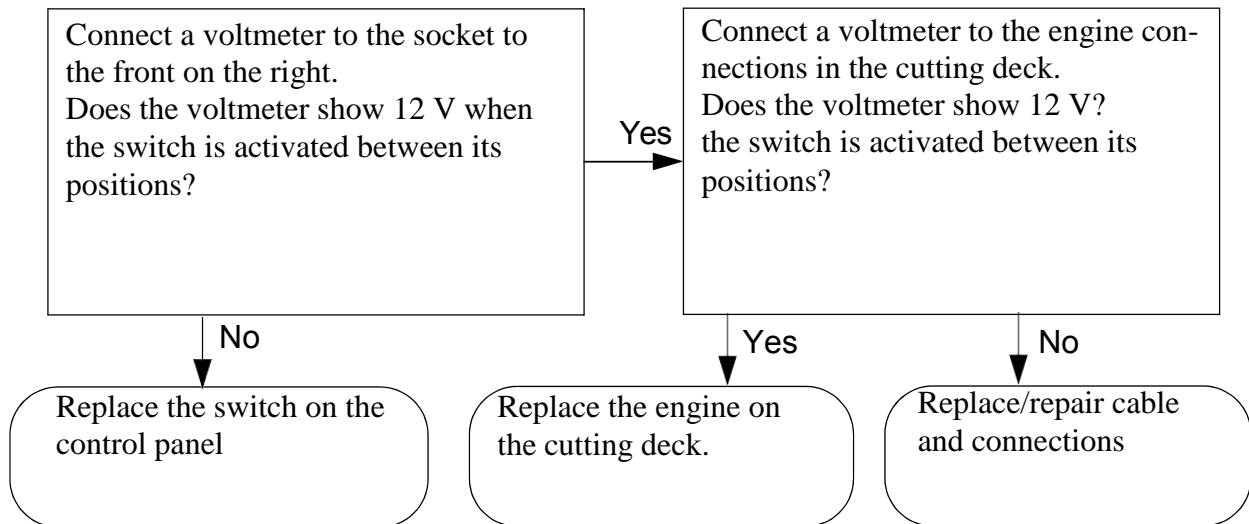 Connect a voltmeter to the socket to
the front on the right.
Does the voltmeter show 12 V when
the switch is activated between its
positions?
Yes
Connect a voltmeter to the engine con-
nections in the cutting deck.
Does the voltmeter show 12 V?
the switch is activated between its
positions?
No
Yes
No
Replace the switch on the
control panel
Replace the engine on
the cutting deck.
Replace/repair cable
and connections